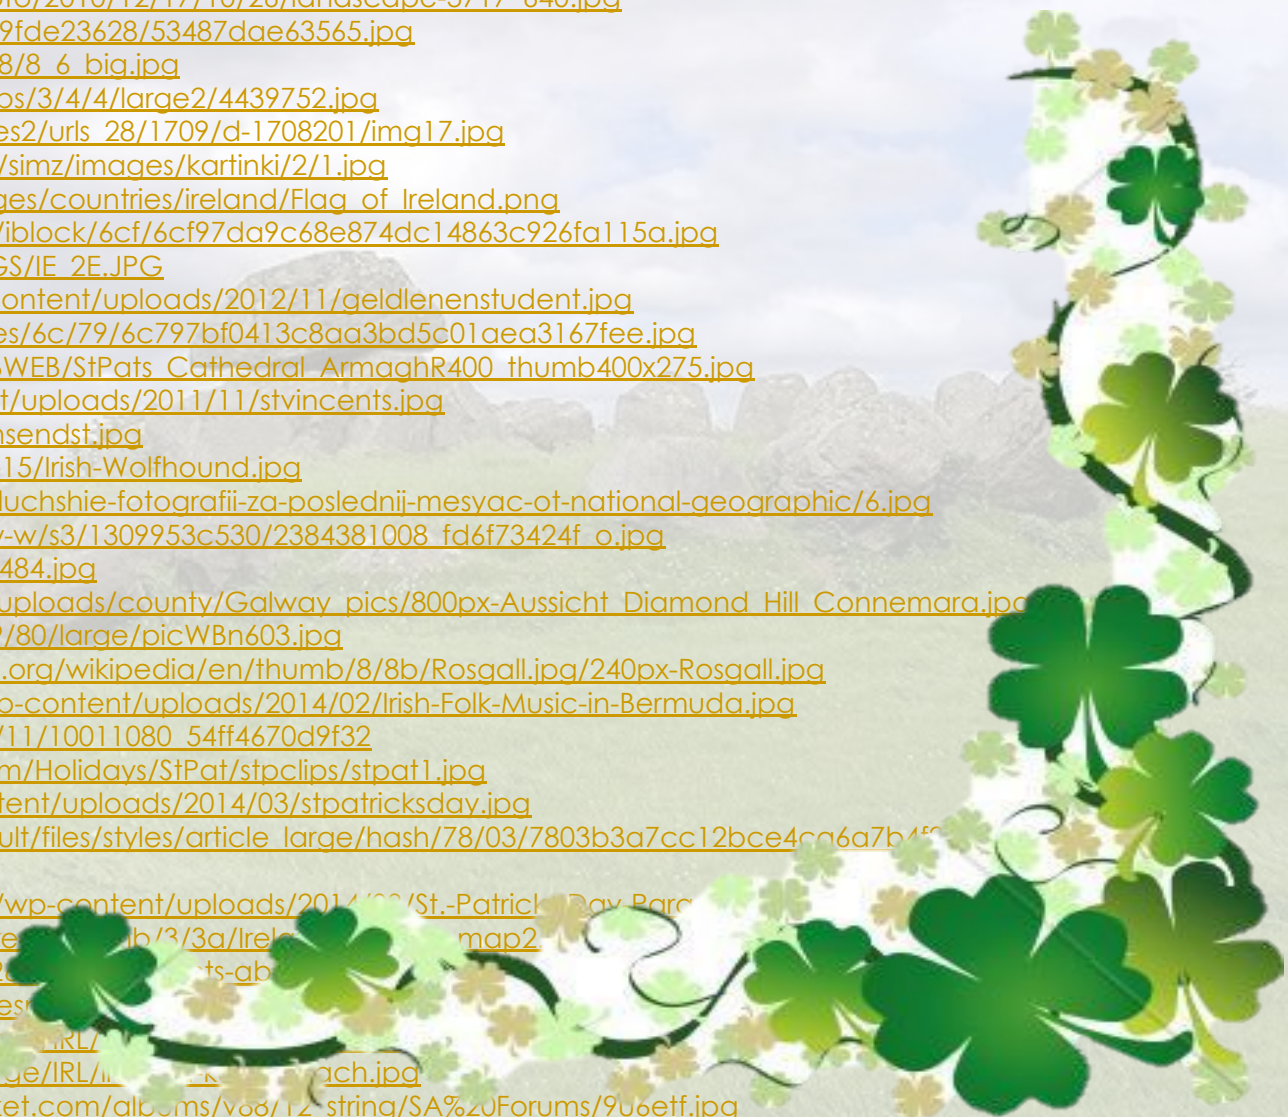 9fde23628/53487dae63565.jpg
8/8_6_big.jpg
os/3/4/4/large2/4439752.jpg
es2/urls_28/1709/d-1708201/img17.jpg
/simz/images/kartinki/2/1.jpg
ges/countries/ireland/Flag_of_Ireland.png
/iblock/6cf/6cf97da9c68e874dc14863c926fa115a.jpg
GS/IE_2E.JPG
content/uploads/2012/11/geldlenenstudent.jpg
es/6c/79/6c797bf0413c8aa3bd5c01aea3167fee.jpg
WEB/StPats_Cathedral_ArmaghR400_thumb400x275.jpg
t/uploads/2011/11/stvincents.jpg
nsendst.jpg
15/Irish-Wolfhound.jpg
luchshie-fotografii-za-poslednij-mesyac-ot-national-geographic/6.jpg
-w/s3/1309953c530/2384381008_fd6f73424f_o.jpg
484.jpg
uploads/county/Galway_pics/800px-Aussicht_Diamond_Hill_Connemara.jpg
/80/large/picWBn603.jpg
.org/wikipedia/en/thumb/8/8b/Rosgall.jpg/240px-Rosgall.jpg
p-content/uploads/2014/02/Irish-Folk-Music-in-Bermuda.jpg
/11/10011080_54ff4670d9f32
m/Holidays/StPat/stpclips/stpat1.jpg
tent/uploads/2014/03/stpatricksday.jpg
ult/files/styles/article_large/hash/78/03/7803b3a7cc12bce4ca6a7b4f
/wp-content/uploads/2014
map2
ach.jpg